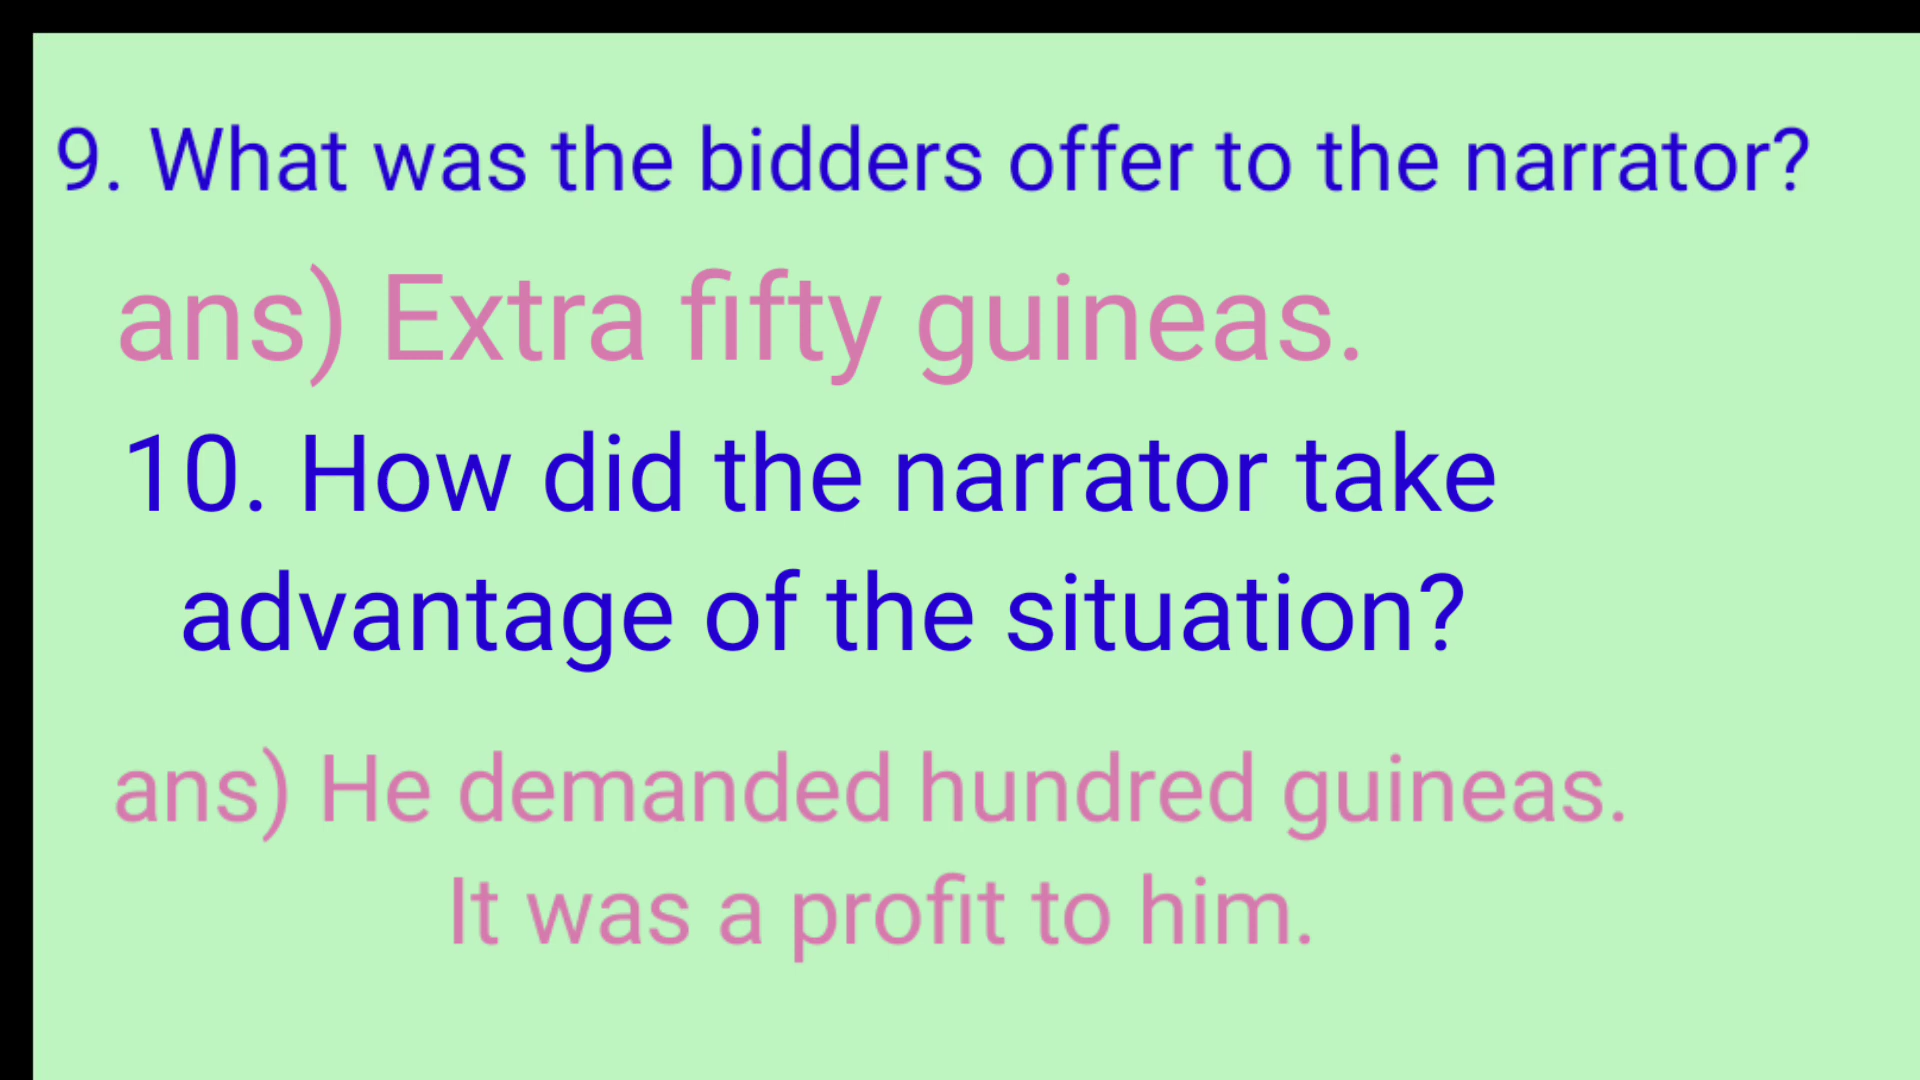 9. What was the bidders offer to the narrator?
ans) Extra fifty guineas.
10. How did the narrator take
advantage of the situation?
ans) He demanded hundred guineas.
It was a profit to him.